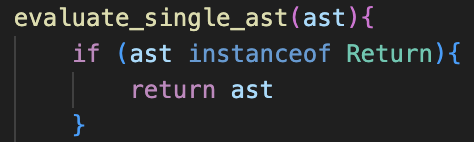 evaluate_single_ast(ast){
    if (ast instanceof Return){
        return ast
    }